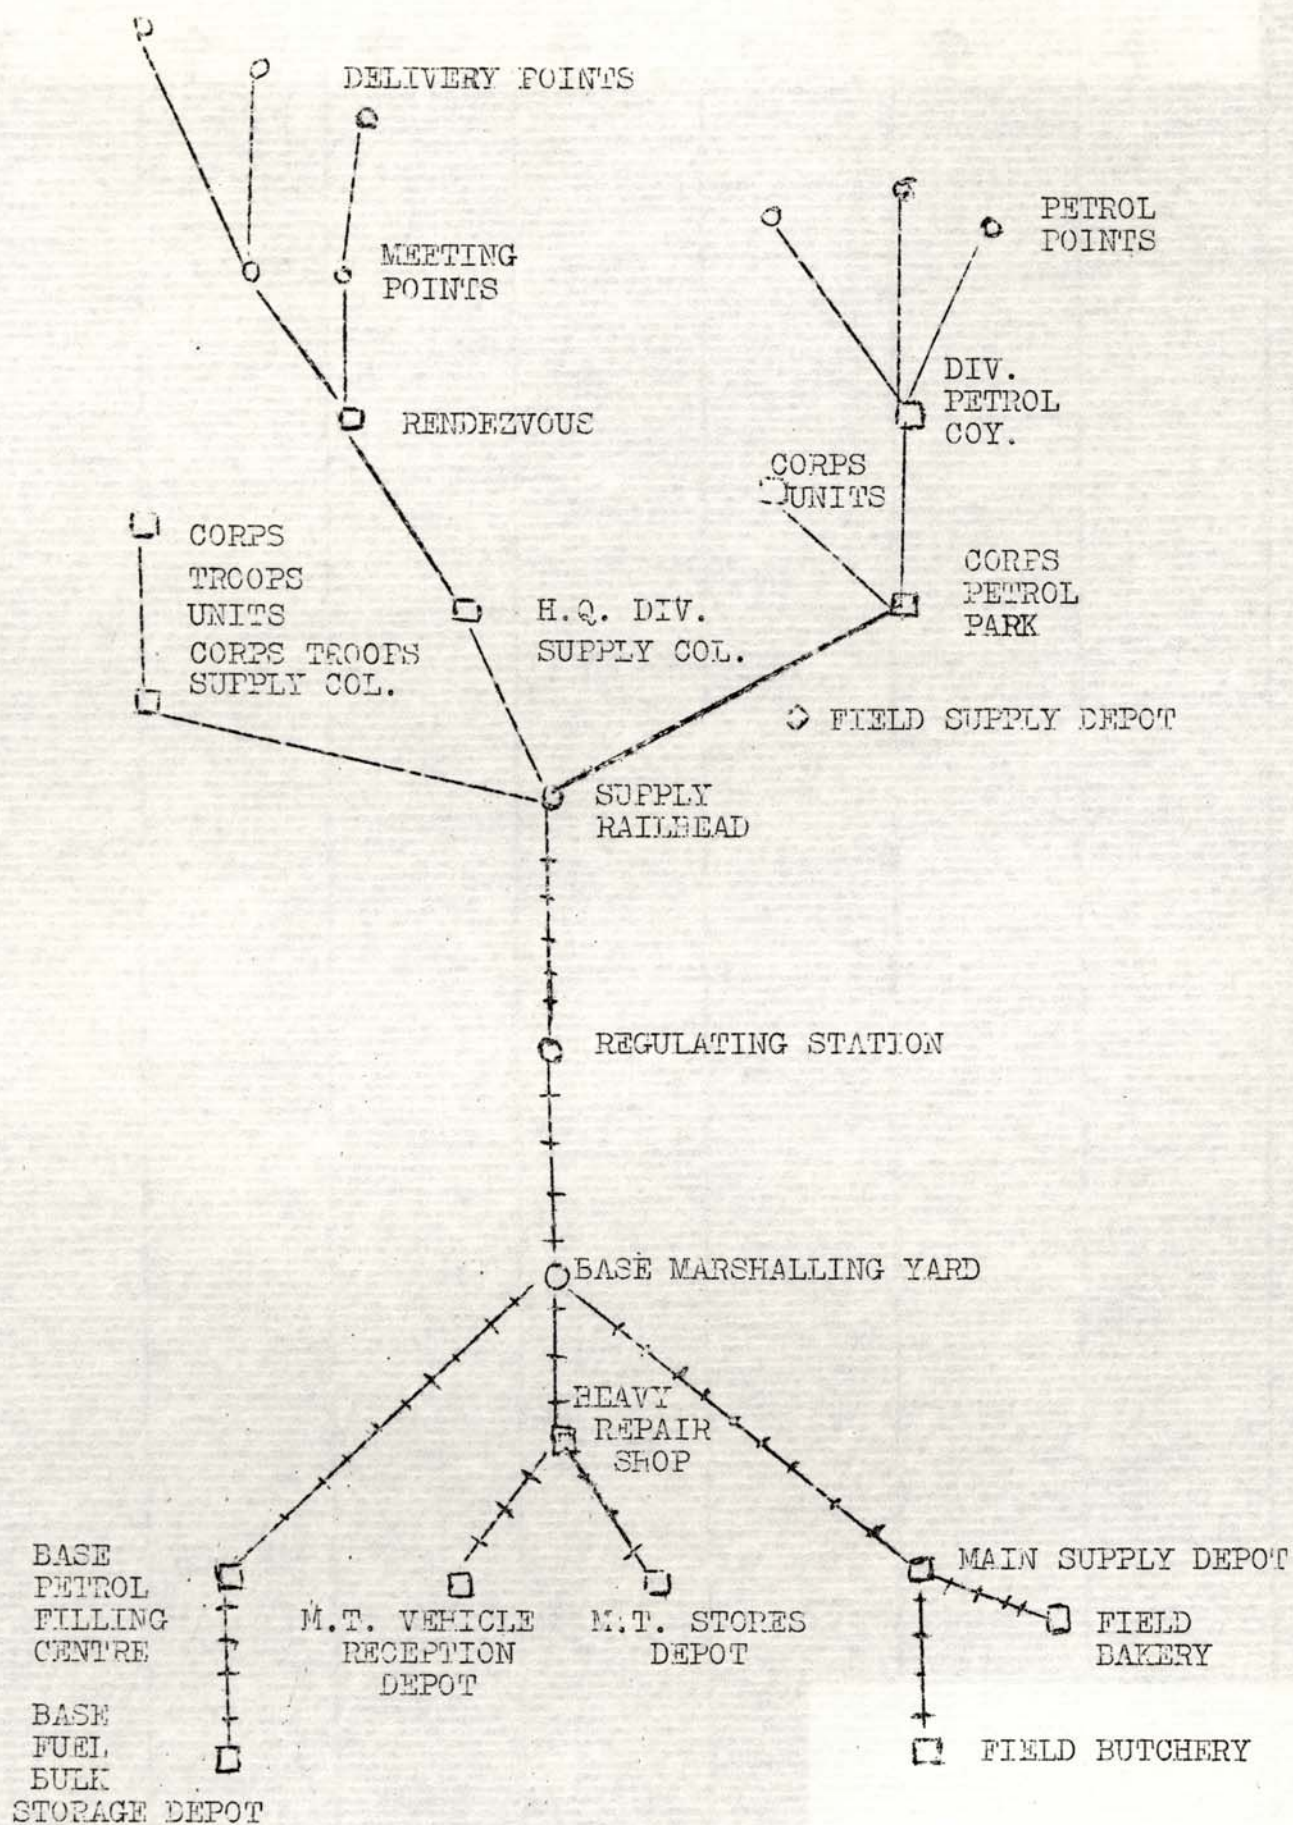 DELIVERY POINTS
PETROL
POINTS
MEETING
POINTS
DIV.
PETROL
COY.
RENDEZVOUS
CORPS
UNITS
CORPS
TROOPS
UNITS
CORPS TROOPS
SUPPLY COL.
H.Q. DIV.
SUPPLY COL.
CORPS
PETROL
PARK
FIELD SUPPLY DEPOT
SUPPLY
RAILHEAD
REGULATING STATION
BASE MARSHALLING YARD
HEAVY
REPAIR
SHOP
BASE
PETROL
FILLING
CENTRE
M.T. VEHICLE
RECEPTION
DEPOT
M.T. STORES
DEPOT
MAIN SUPPLY DEPOT
FIELD
BAKERY
BASE
FUEL
BULK
STORAGE DEPOT
FIELD BUTCHERY